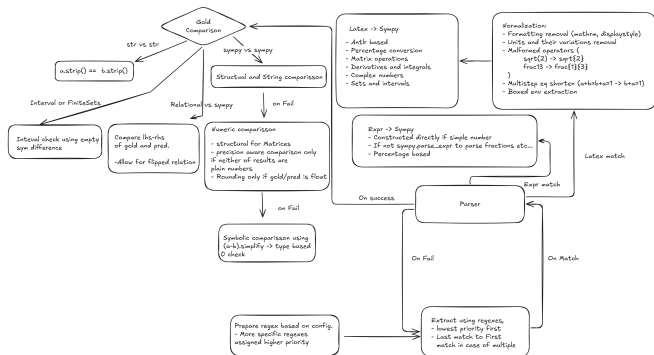 Gold
Comparison
str vs str
sympy vs sympy
a.strip() == b.strip()
Structual and String comparisson
Interval or FiniteSets
Relational vs sympy
on Fail
Inteval check using empty
sym difference
Compare lhs-rhs
of gold and pred.
-Allow for flipped relation
Numeric comparisson
- structural for Matrices
- precision aware comparison only
if neither of results are
plain numbers
- Rounding only if gold/pred is float
on Fail
Symbolic comparisson using
(a-b).simplify -> type based
0 check
Latex -> Sympy
- Antlr based
- Percentage conversion
- Matrix operations
- Derivatives and integrals
- Complex numbers
- Sets and intervals
Normalization:
- Formatting removal (mathrm, displaystyle)
- Units and their variations removal
- Malformed operators (
sqrt(2) -> sqrt{2}
frac13 -> frac{1}{3}
)
- Multistep eq shorten (a+b=b+a=1 -> b+a=1)
- Boxed env extraction
Expr -> Sympy
- Constructed directly if simple number
- If not sympy.parse_expr to parse fractions etc...
- Percentage based
Latex match
Expr match
On success
Parser
On Fail
On Match
Prepare regex based on config.
- More specific regexes
assigned higher priority
Extract using regexes,
- lowest priority first
- Last match to First
match in case of multiple